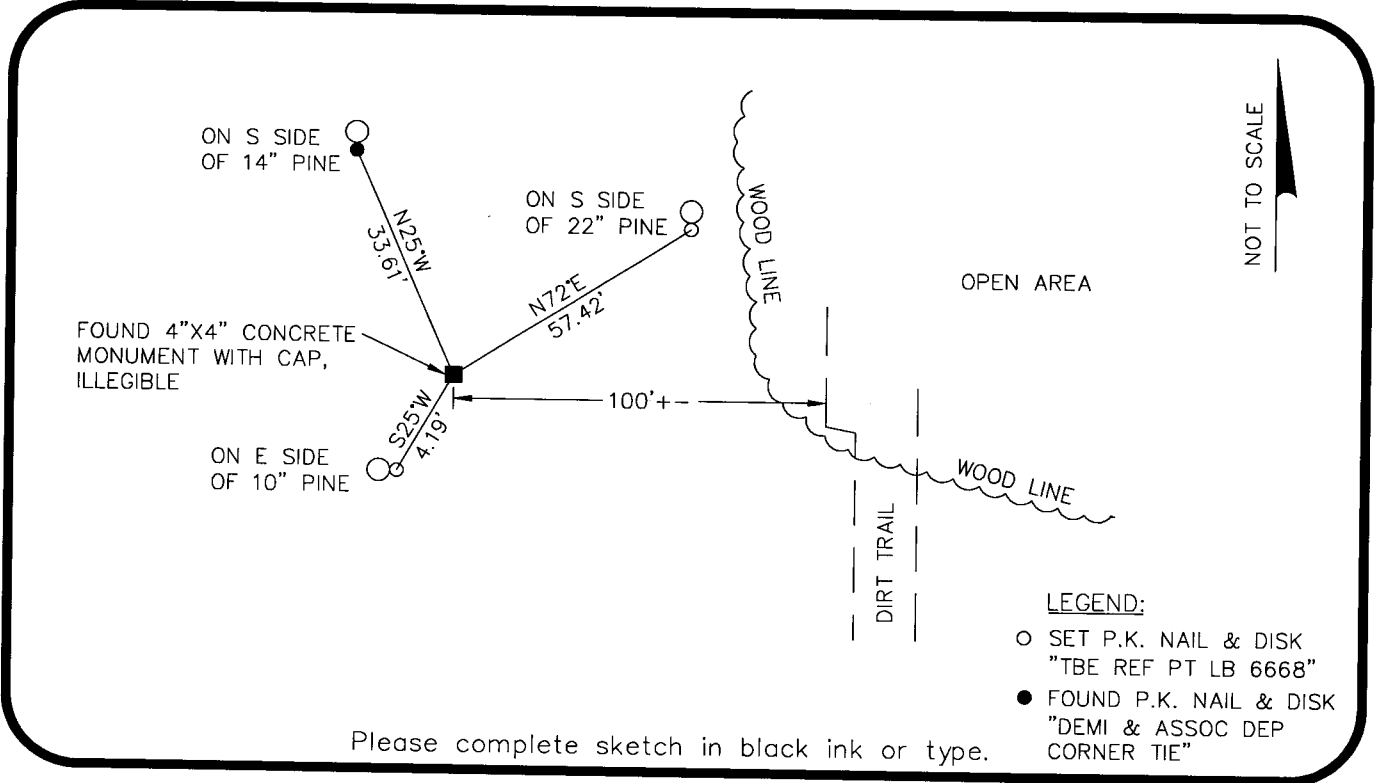 ON S SIDE
OF 14" PINE
N25°W
33.61'
ON S SIDE
OF 22" PINE
N72°E
57.42'
WOOD LINE
OPEN AREA
NOT TO SCALE
FOUND 4"X4" CONCRETE
MONUMENT WITH CAP,
ILLEGIBLE
100'+-
S25°W
4.19'
ON E SIDE
OF 10" PINE
WOOD LINE
DIRT TRAIL
LEGEND:
SET P.K. NAIL & DISK
"TBE REF PT LB 6668"
FOUND P.K. NAIL & DISK
"DEMI & ASSOC DEP
CORNER TIE"
Please complete sketch in black ink or type.